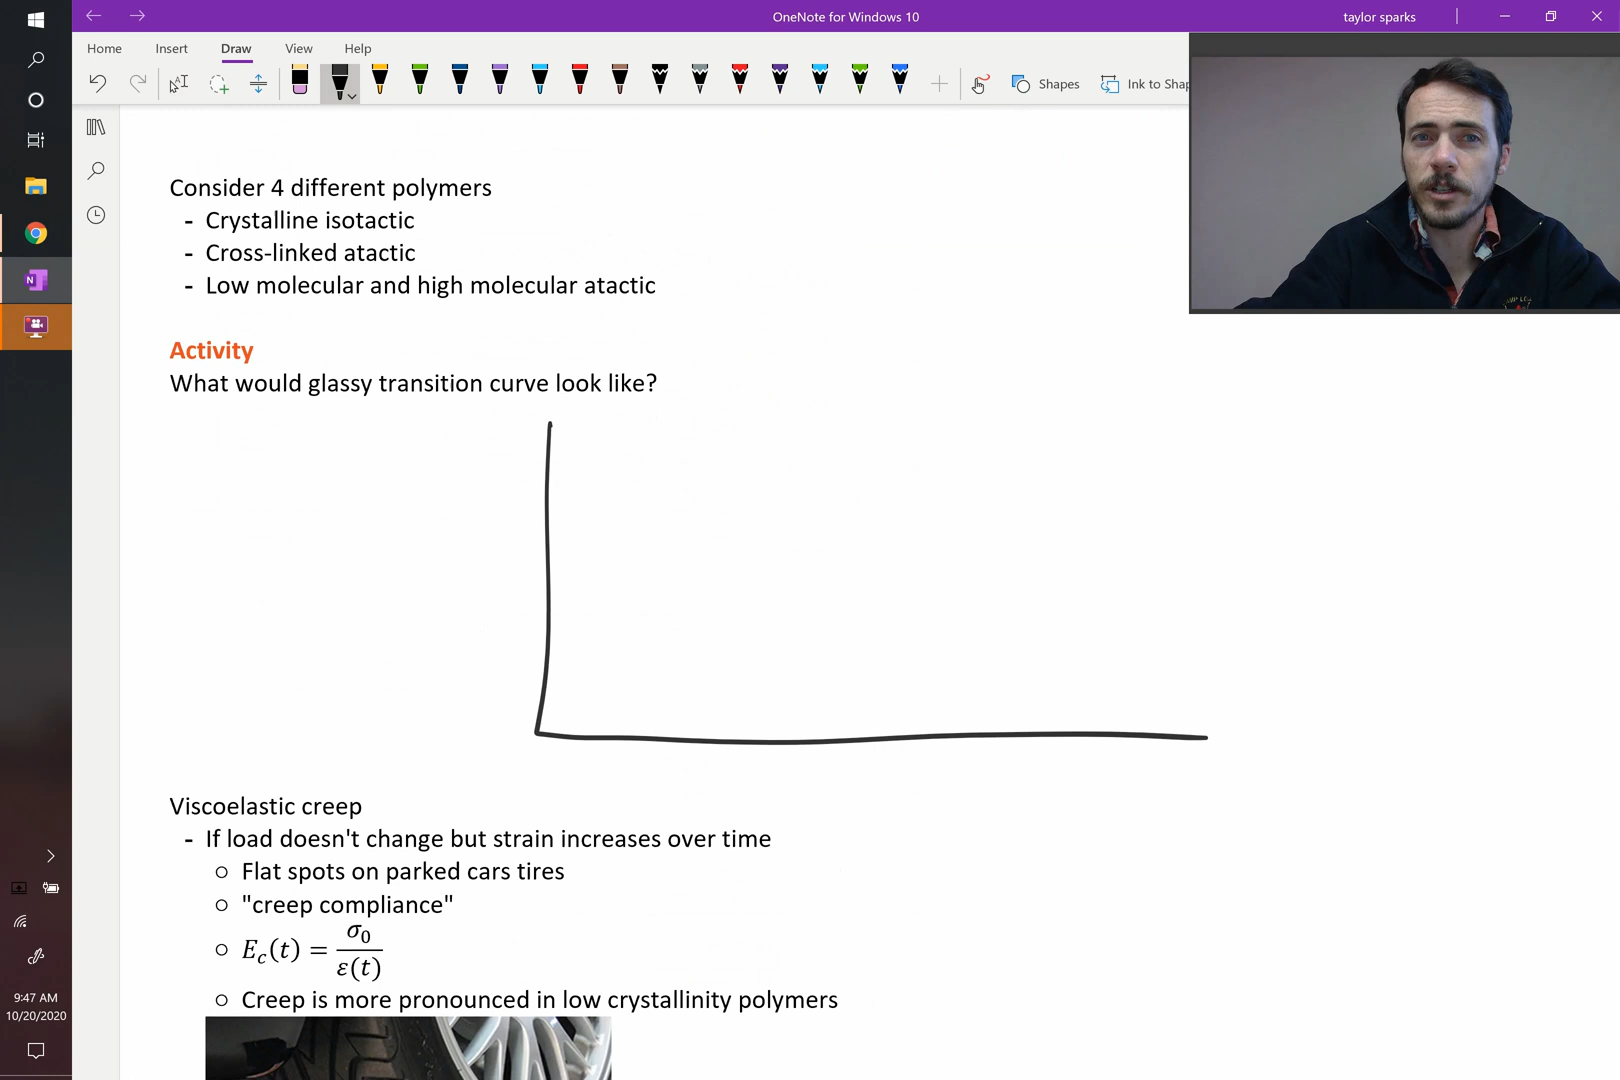 OneNote for Windows 10
taylor sparks
Home Insert Draw View Help
Shapes
Ink to Shap
Consider 4 different polymers
- Crystalline isotactic
- Cross-linked atactic
- Low molecular and high molecular atactic
Activity
What would glassy transition curve look like?
Viscoelastic creep
- If load doesn't change but strain increases over time
○ Flat spots on parked cars tires
○ "creep compliance"
○ E_c(t) = σ_0/ε(t)
○ Creep is more pronounced in low crystallinity polymers
9:47 AM
10/20/2020